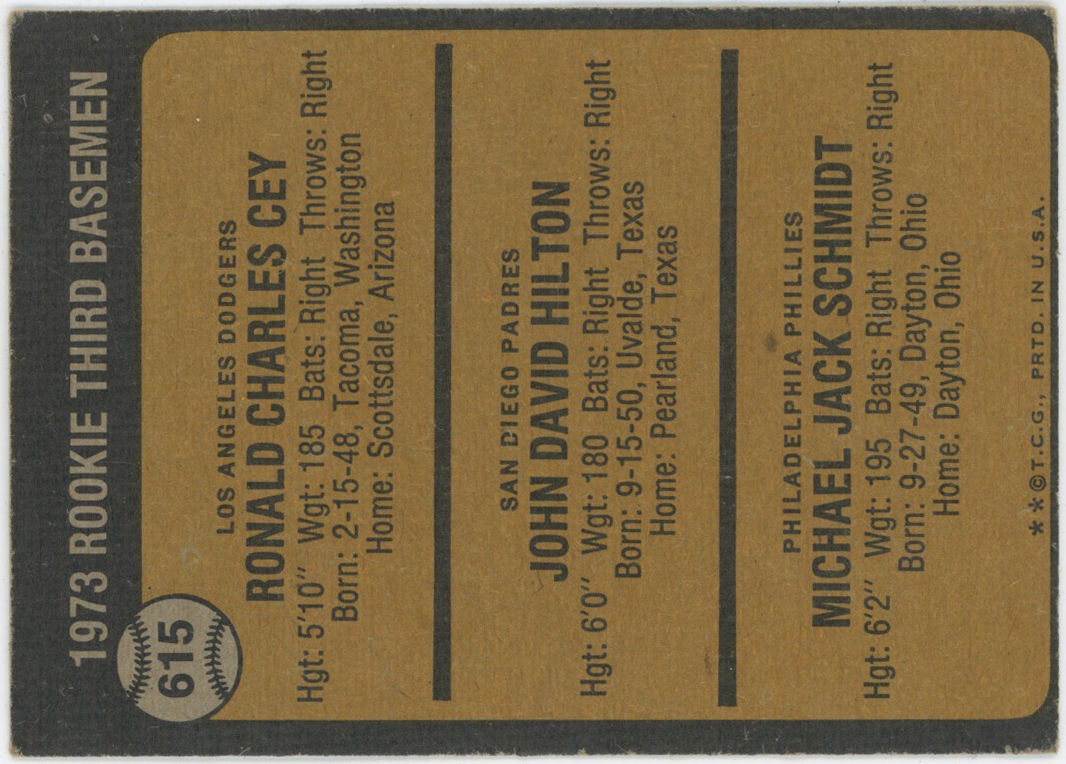 1973 ROOKIE THIRD BASEMEN
615
LOS ANGELES DODGERS
RONALD CHARLES CEY
Hgt: 5'10" Wgt: 185 Bats: Right Throws: Right
Born: 2-15-48, Tacoma, Washington
Home: Scottsdale, Arizona
SAN DIEGO PADRES
JOHN DAVID HILTON
Hgt: 6'0" Wgt: 180 Bats: Right Throws: Right
Born: 9-15-50, Uvalde, Texas
Home: Pearland, Texas
PHILADELPHIA PHILLIES
MICHAEL JACK SCHMIDT
Hgt: 6'2" Wgt: 195 Bats: Right Throws: Right
Born: 9-27-49, Dayton, Ohio
Home: Dayton, Ohio
**©T.C.G., PRTD. IN U.S.A.